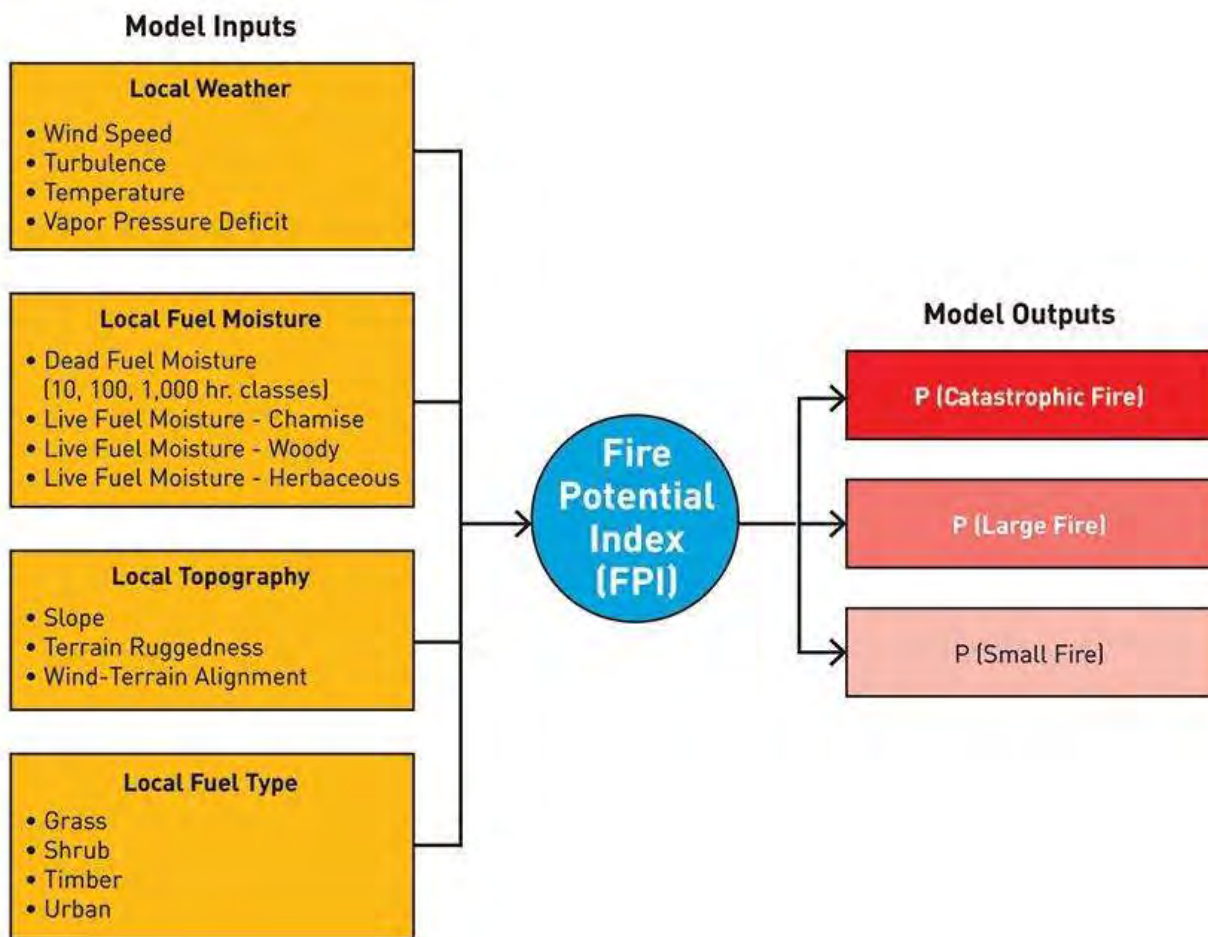 Model Inputs
Local Weather
• Wind Speed
• Turbulence
• Temperature
• Vapor Pressure Deficit
Local Fuel Moisture
• Dead Fuel Moisture
(10, 100, 1,000 hr. classes)
• Live Fuel Moisture - Chamise
• Live Fuel Moisture - Woody
• Live Fuel Moisture - Herbaceous
Local Topography
• Slope
• Terrain Ruggedness
• Wind-Terrain Alignment
Local Fuel Type
• Grass
• Shrub
• Timber
• Urban
Fire
Potential
Index
(FPI)
Model Outputs
P (Catastrophic Fire)
P (Large Fire)
P (Small Fire)